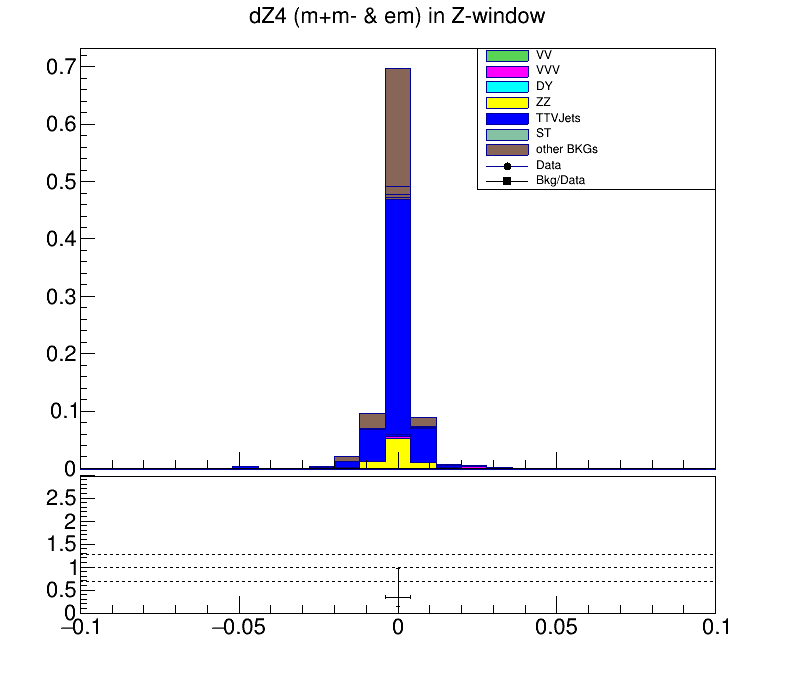 dZ4 (m+m- & em) in Z-window
0.7
0.6
0.5
0.4
0.3
0.2
0.1
0
VV
VVV
DY
ZZ
TTVJets
ST
other BKGs
Data
Bkg/Data
2.5
2
1.5
1
0.5
0
−0.1
−0.05
0
0.05
0.1